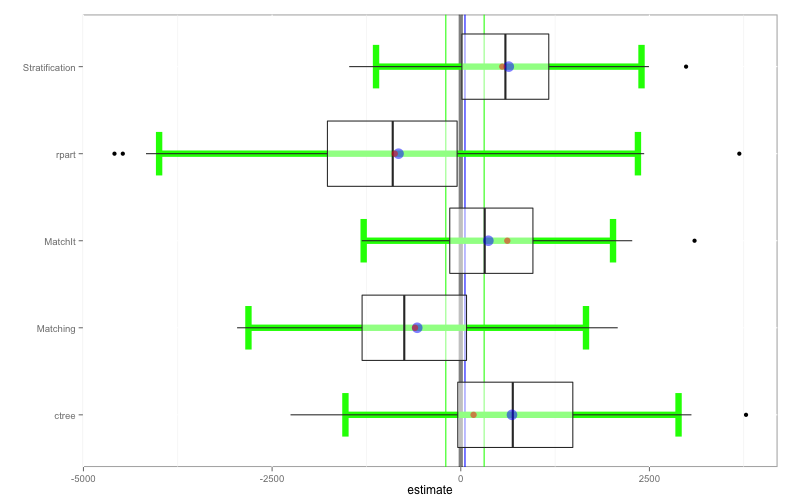 Stratification
rpart
MatchIt
Matching
ctree
-5000 -2500 0 2500
estimate